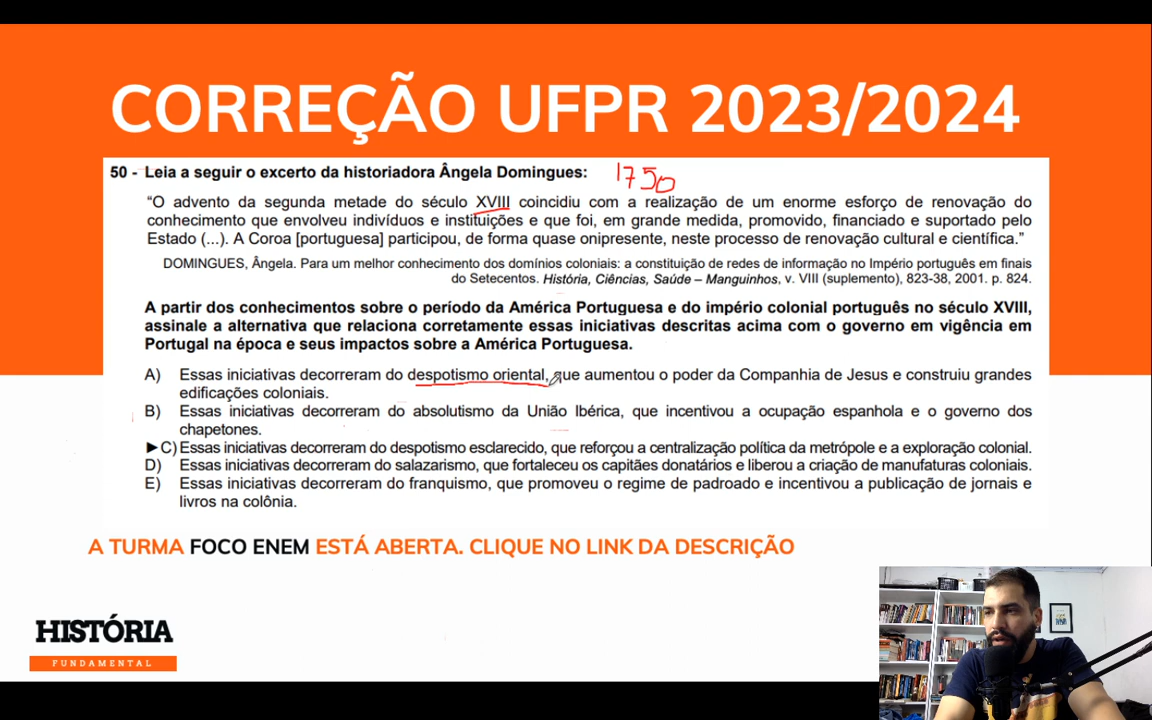 CORREÇÃO UFPR 2023/2024
50 - Leia a seguir o excerto da historiadora Ângela Domingues:
1750
“O advento da segunda metade do século XVIII coincidiu com a realização de um enorme esforço de renovação do
conhecimento que envolveu indivíduos e instituições e que foi, em grande medida, promovido, financiado e suportado pelo
Estado (...). A Coroa [portuguesa] participou, de forma quase onipresente, neste processo de renovação cultural e científica.”
DOMINGUES, Ângela. Para um melhor conhecimento dos domínios coloniais: a constituição de redes de informação no Império português em finais
do Setecentos. História, Ciências, Saúde – Manguinhos, v. VIII (suplemento), 823-38, 2001. p. 824.
A partir dos conhecimentos sobre o período da América Portuguesa e do império colonial português no século XVIII,
assinale a alternativa que relaciona corretamente essas iniciativas descritas acima com o governo em vigência em
Portugal na época e seus impactos sobre a América Portuguesa.
A) Essas iniciativas decorreram do despotismo oriental, que aumentou o poder da Companhia de Jesus e construiu grandes
edificações coloniais.
B) Essas iniciativas decorreram do absolutismo da União Ibérica, que incentivou a ocupação espanhola e o governo dos
chapetones.
►C) Essas iniciativas decorreram do despotismo esclarecido, que reforçou a centralização política da metrópole e a exploração colonial.
D) Essas iniciativas decorreram do salazarismo, que fortaleceu os capitães donatários e liberou a criação de manufaturas coloniais.
E) Essas iniciativas decorreram do franquismo, que promoveu o regime de padroado e incentivou a publicação de jornais e
livros na colônia.
A TURMA FOCO ENEM ESTÁ ABERTA. CLIQUE NO LINK DA DESCRIÇÃO
HISTÓRIA
FUNDAMENTAL